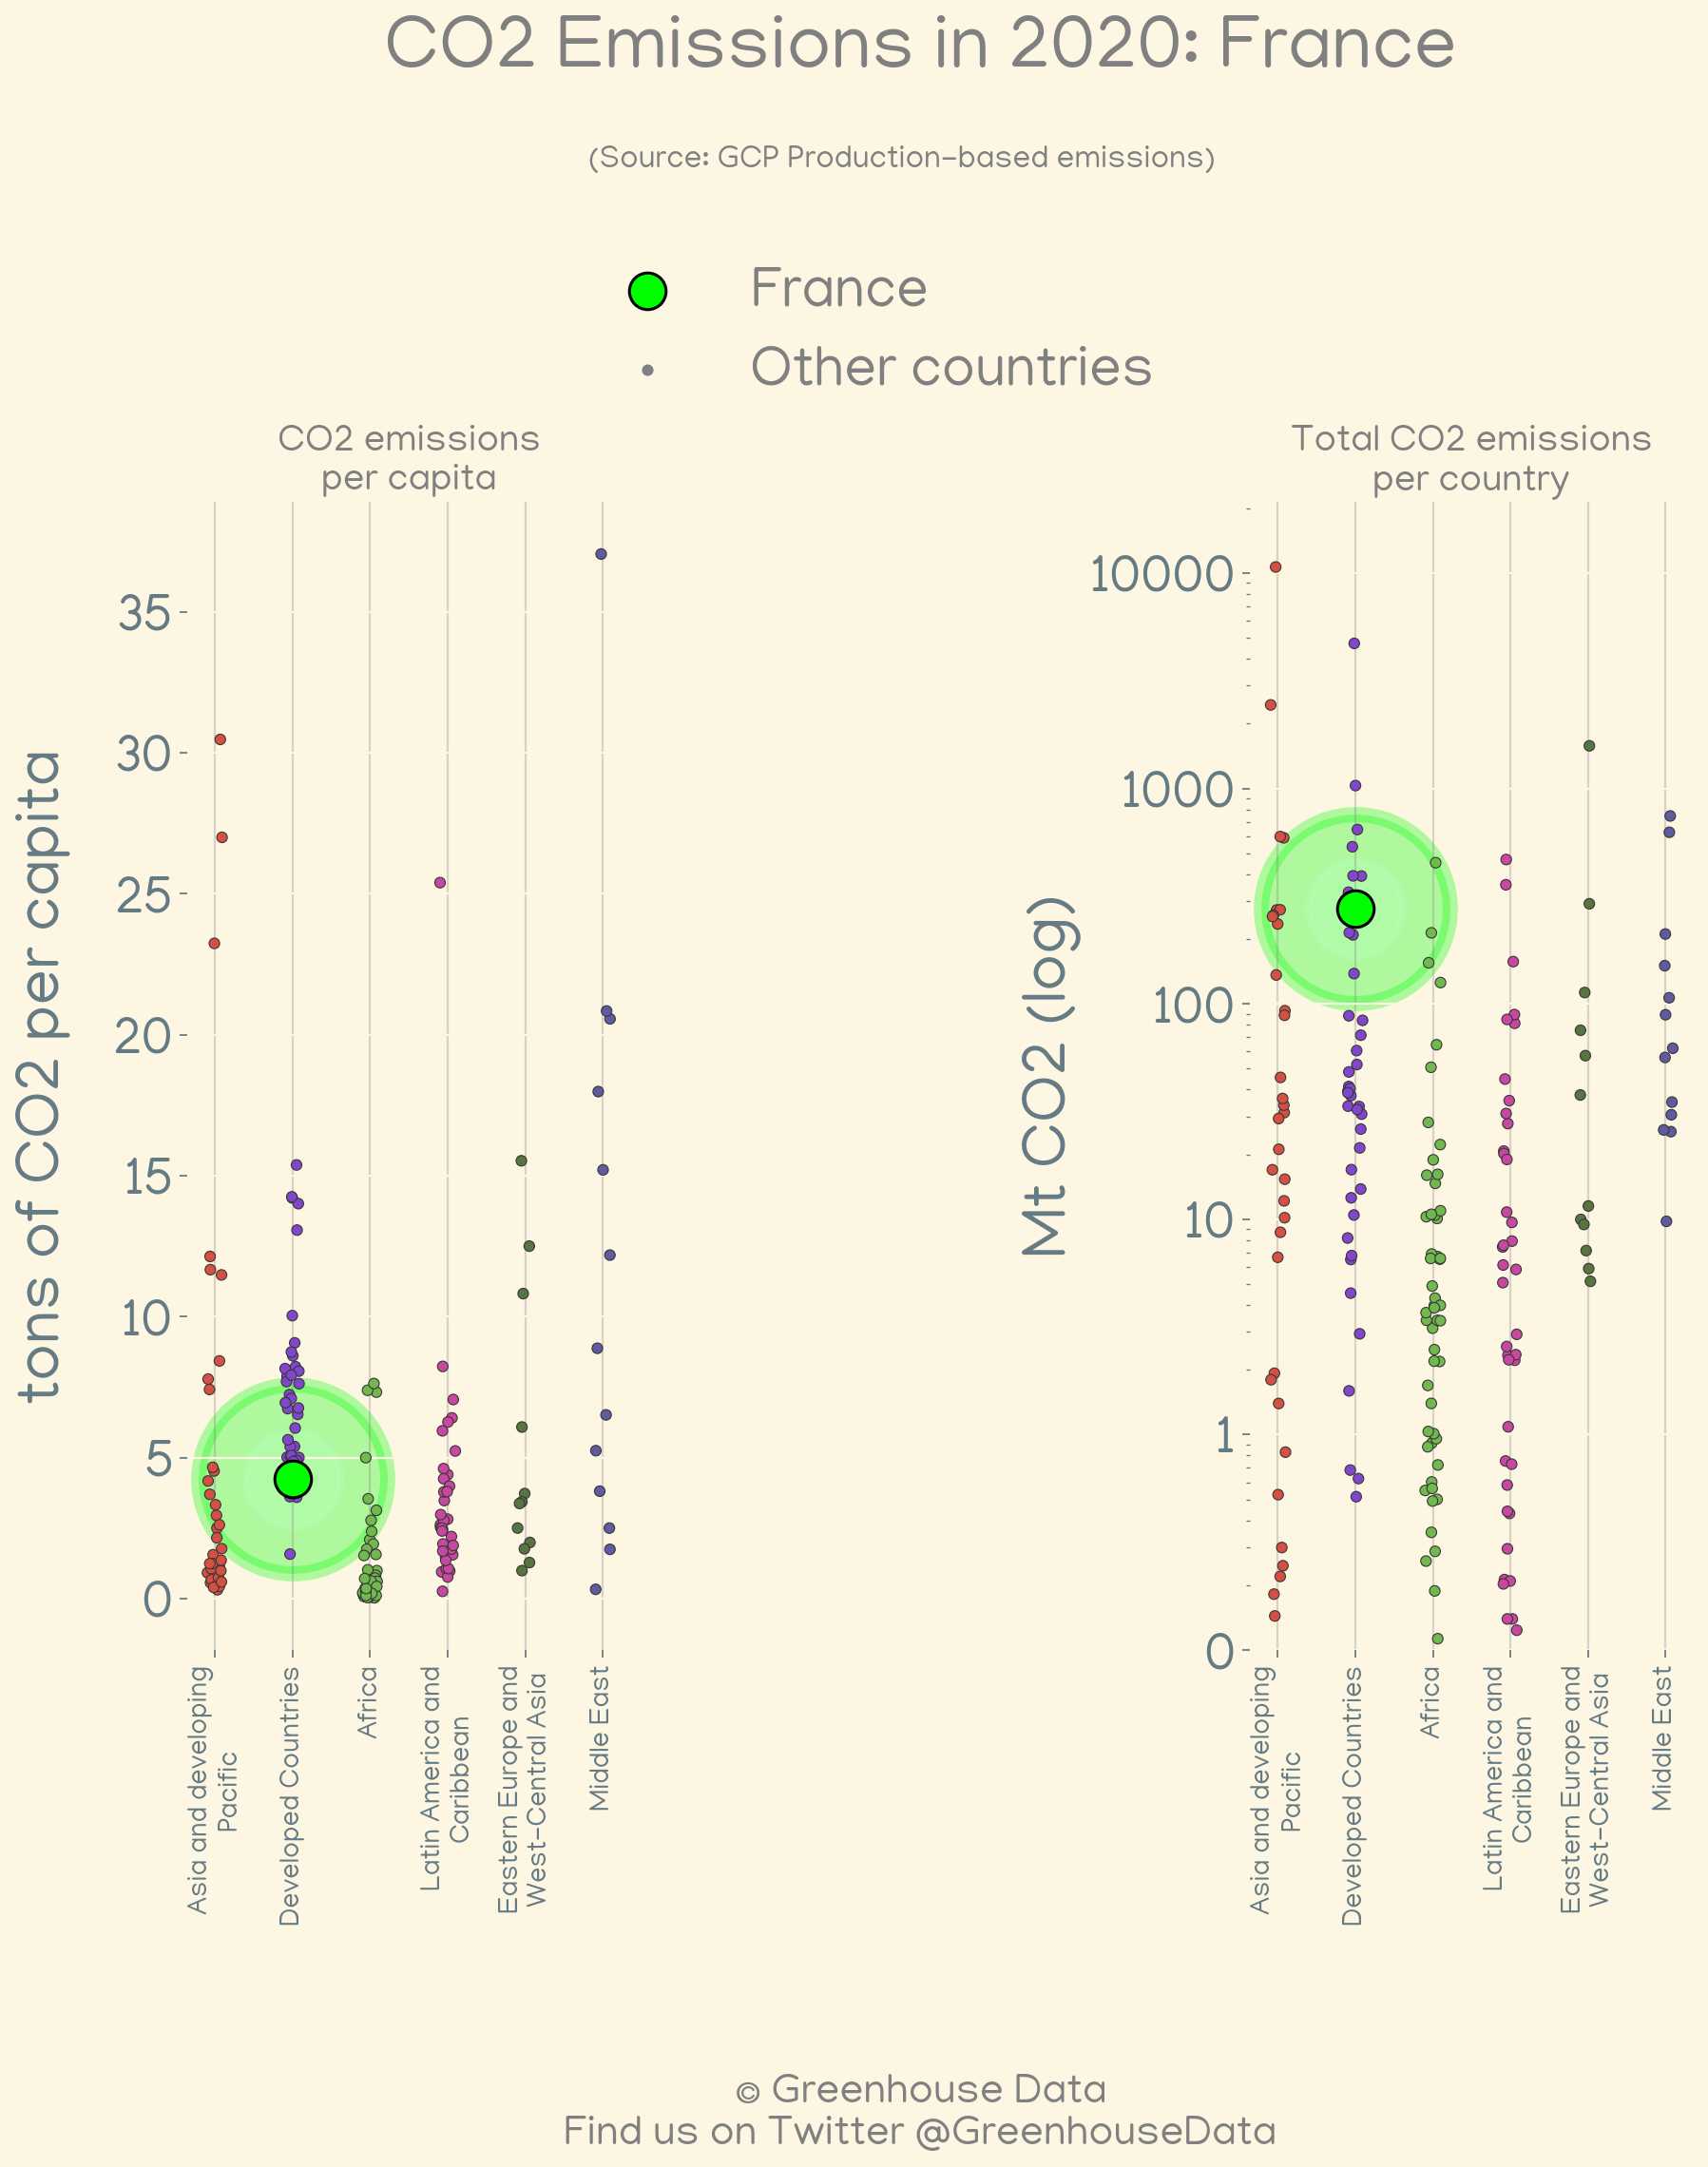 CO2 Emissions in 2020: France
(Source: GCP Production-based emissions)
France
Other countries
CO2 emissions
per capita
tons of CO2 per capita
35
30
25
20
15
10
5
0
Asia and developing
Pacific
Developed Countries
Africa
Latin America and
Caribbean
Eastern Europe and
West-Central Asia
Middle East
Total CO2 emissions
per country
Mt CO2 (log)
10000
1000
100
10
1
0
Asia and developing
Pacific
Developed Countries
Africa
Latin America and
Caribbean
Eastern Europe and
West-Central Asia
Middle East
© Greenhouse Data
Find us on Twitter @GreenhouseData